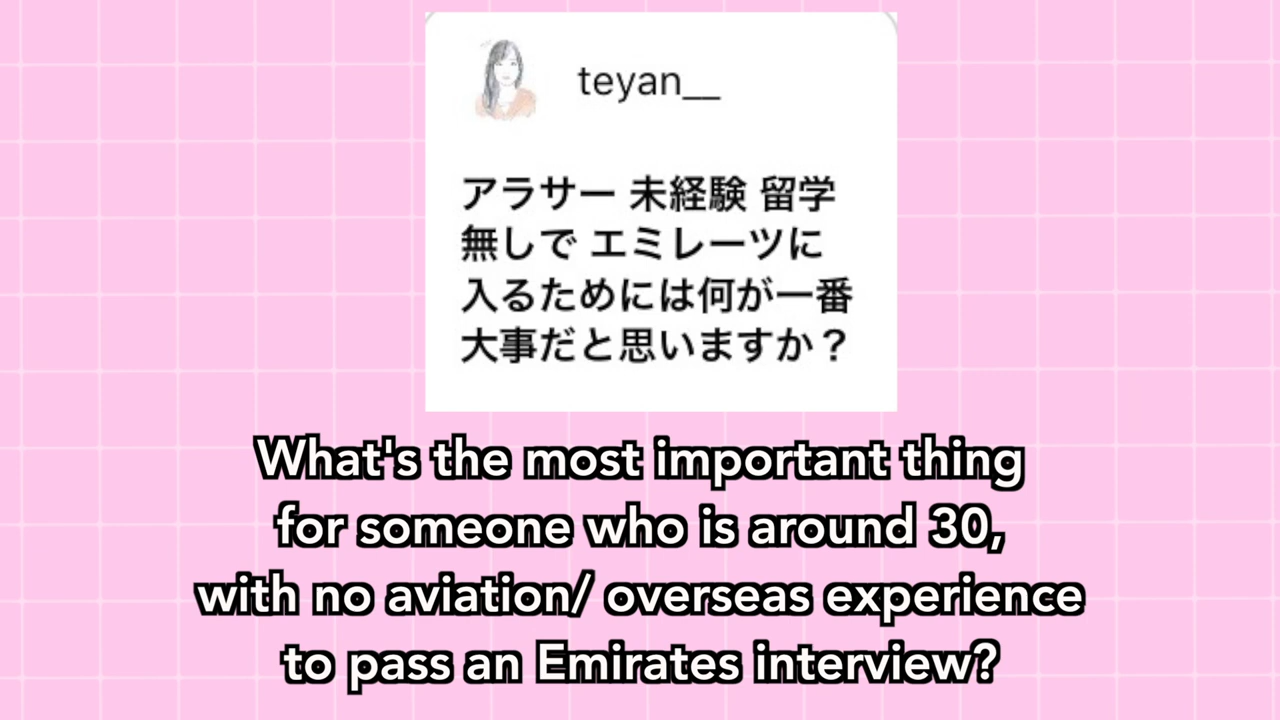 teyan__
アラサー 未経験 留学
無しで エミレーツに
入るためには何が一番
大事だと思いますか？
What's the most important thing
for someone who is around 30,
with no aviation/ overseas experience
to pass an Emirates interview?